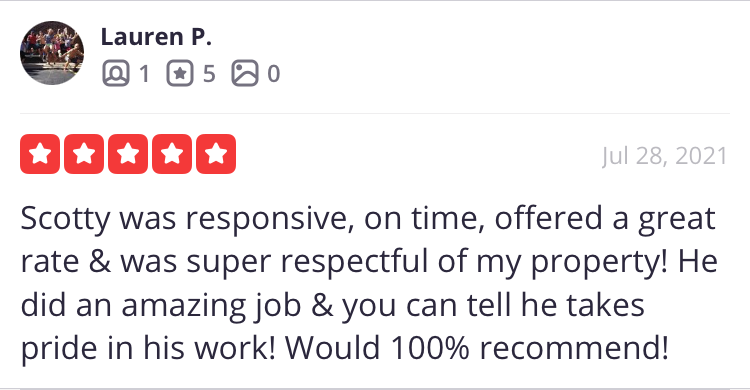 Lauren P.
1 5 0
Jul 28, 2021
Scotty was responsive, on time, offered a great
rate & was super respectful of my property! He
did an amazing job & you can tell he takes
pride in his work! Would 100% recommend!